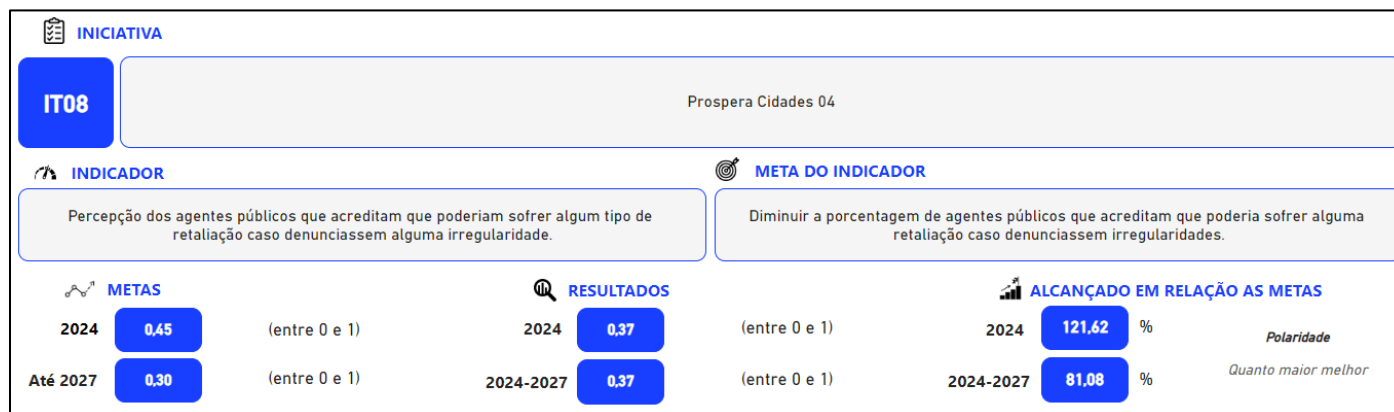 INICIATIVA
IT08
Prospera Cidades 04
INDICADOR
META DO INDICADOR
Percepção dos agentes públicos que acreditam que poderiam sofrer algum tipo de
retaliação caso denunciassem alguma irregularidade.
Diminuir a porcentagem de agentes públicos que acreditam que poderia sofrer alguma
retaliação caso denunciassem irregularidades.
METAS
RESULTADOS
ALCANÇADO EM RELAÇÃO AS METAS
2024 0,45 (entre 0 e 1) 2024 0,37 (entre 0 e 1) 2024 121,62 %
Polaridade
Até 2027 0,30 (entre 0 e 1) 2024-2027 0,37 (entre 0 e 1) 2024-2027 81,08 %
Quanto maior melhor